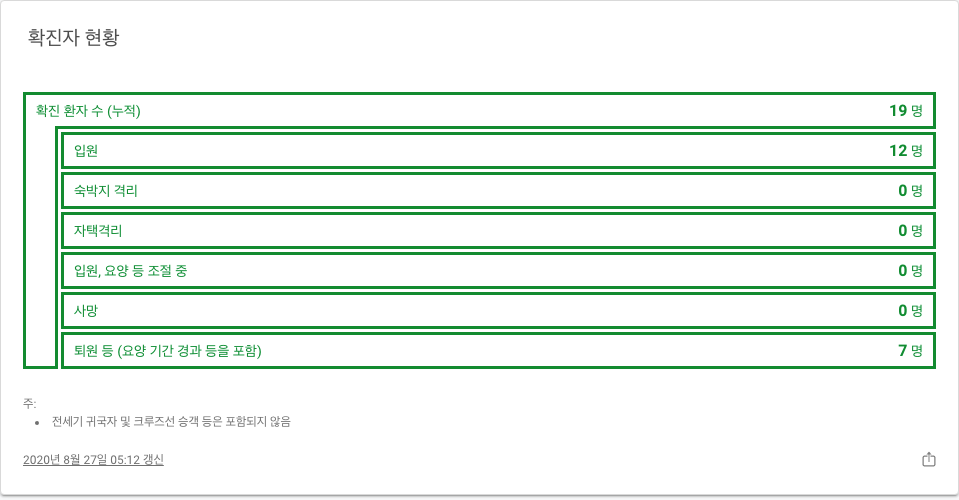 확진자 현황
확진 환자 수 (누적) 19 명
입원 12 명
숙박지 격리 0 명
자택격리 0 명
입원, 요양 등 조절 중 0 명
사망 0 명
퇴원 등 (요양 기간 경과 등을 포함) 7 명
주:
• 전세기 귀국자 및 크루즈선 승객 등은 포함되지 않음
2020년 8월 27일 05:12 갱신